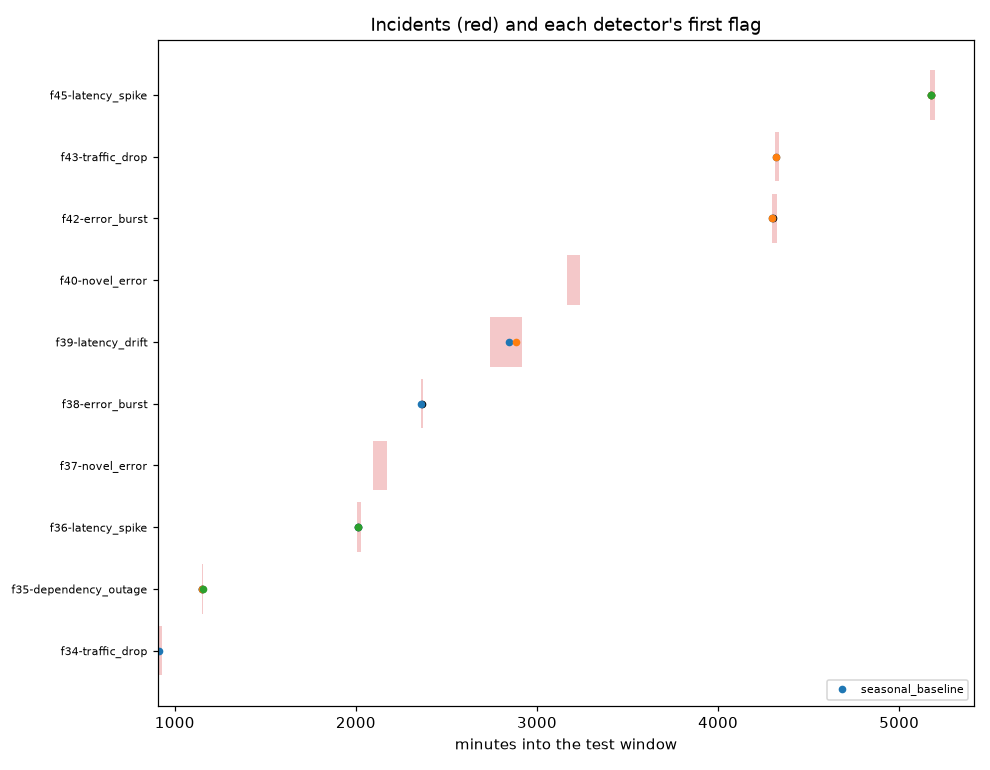 Incidents (red) and each detector's first flag
f45-latency_spike
f43-traffic_drop
f42-error_burst
f40-novel_error
f39-latency_drift
f38-error_burst
f37-novel_error
f36-latency_spike
f35-dependency_outage
f34-traffic_drop
seasonal_baseline
1000 2000 3000 4000 5000
minutes into the test window